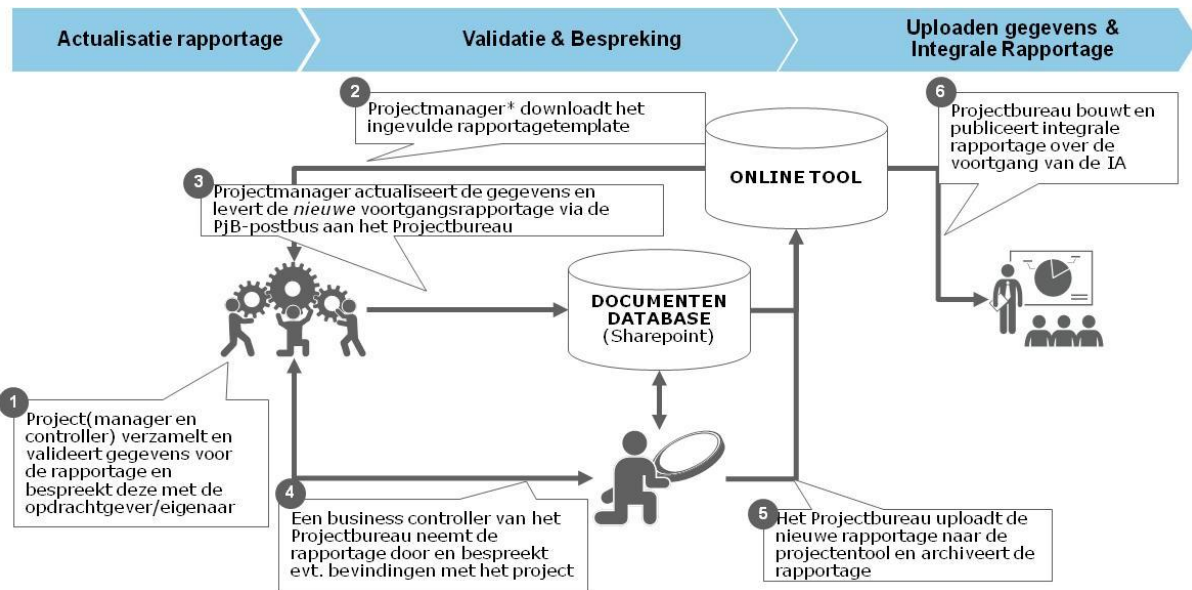 Actualisatie rapportage
Validatie & Bespreking
Uploaden gegevens &
Integrale Rapportage
2
Projectmanager* downloadt het
ingevulde rapportagetemplate
6
Projectbureau bouwt en
publiceert integrale
rapportage over de
voortgang van de IA
ONLINE TOOL
3
Projectmanager actualiseert de gegevens en
levert de nieuwe voortgangsrapportage via de
PjB-postbus aan het Projectbureau
DOCUMENTEN
DATABASE
(Sharepoint)
1
Project(manager en
controller) verzamelt en
valideert gegevens voor
de rapportage en
bespreekt deze met de
opdrachtgever/eigenaar
4
Een business controller van het
Projectbureau neemt de
rapportage door en bespreekt
evt. bevindingen met het project
5
Het Projectbureau uploadt de
nieuwe rapportage naar de
projectentool en archiveert de
rapportage